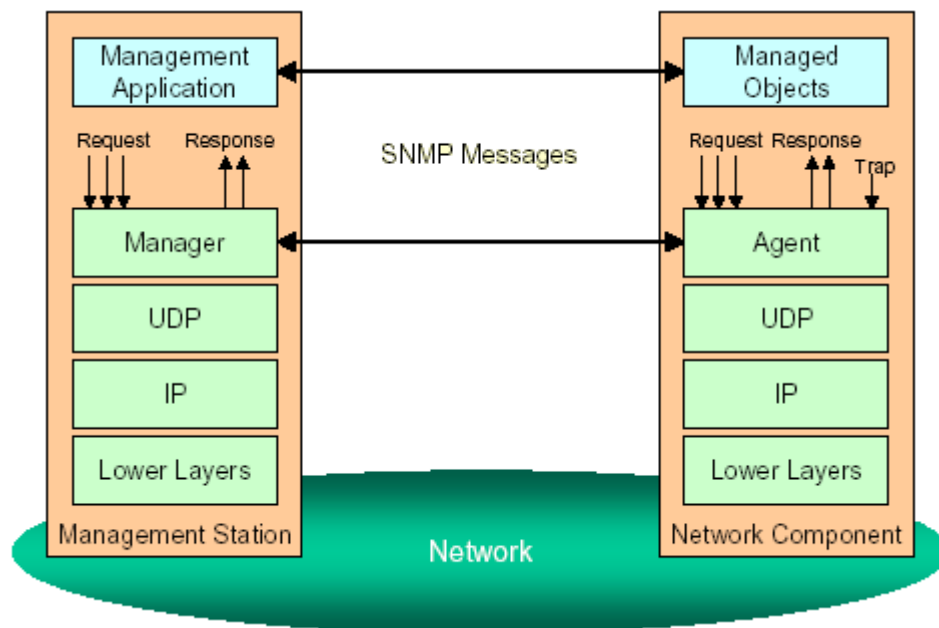 Management
Application
Request
Response
Manager
UDP
IP
Lower Layers
Management Station
SNMP Messages
Network
Managed
Objects
Request
Response
Trap
Agent
UDP
IP
Lower Layers
Network Component